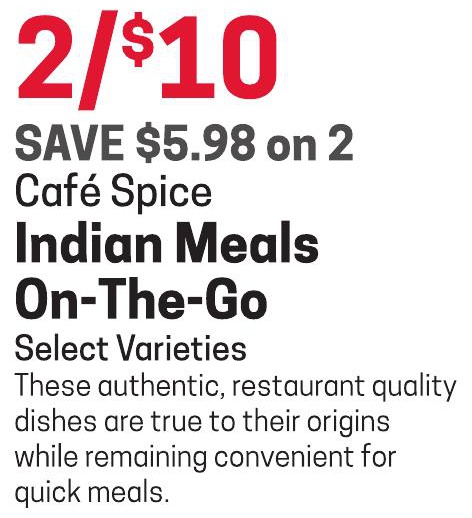 2/$10
SAVE $5.98 on 2
Café Spice
Indian Meals
On-The-Go
Select Varieties
These authentic, restaurant quality
dishes are true to their origins
while remaining convenient for
quick meals.